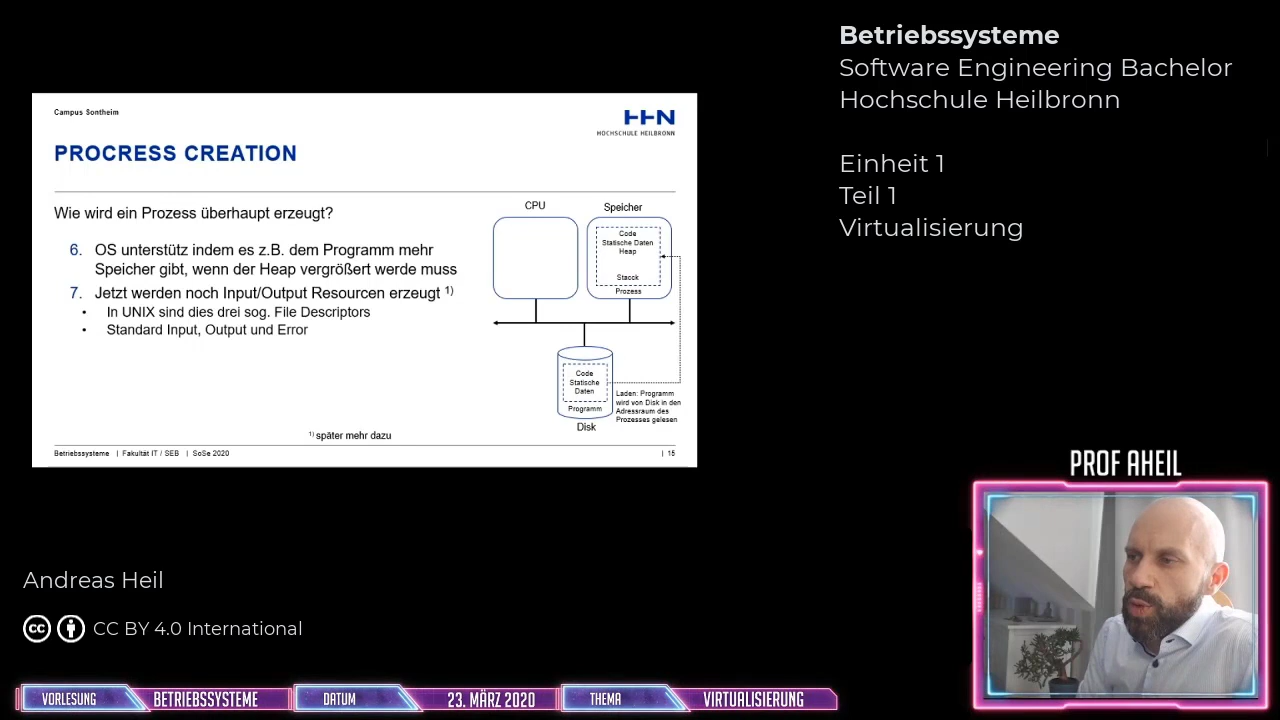 Betriebssysteme
Software Engineering Bachelor
Hochschule Heilbronn
Einheit 1
Teil 1
Virtualisierung
Campus Sontheim
HHN
HOCHSCHULE HEILBRONN
PROCRESS CREATION
Wie wird ein Prozess überhaupt erzeugt?
6. OS unterstütz indem es z.B. dem Programm mehr
Speicher gibt, wenn der Heap vergrößert werde muss
7. Jetzt werden noch Input/Output Resourcen erzeugt 1)
• In UNIX sind dies drei sog. File Descriptors
• Standard Input, Output und Error
CPU
Speicher
Code
Statische Daten
Heap
Stacck
Prozess
Code
Statische
Daten
Programm
Disk
Laden: Programm
wird von Disk in den
Adressraum des
Prozesses gelesen
1) später mehr dazu
Betriebssysteme | Fakultät IT / SEB | SoSe 2020
| 15
PROF AHEIL
Andreas Heil
cc
CC BY 4.0 International
VORLESUNG BETRIEBSSYSTEME DATUM 23. MÄRZ 2020 THEMA VIRTUALISIERUNG